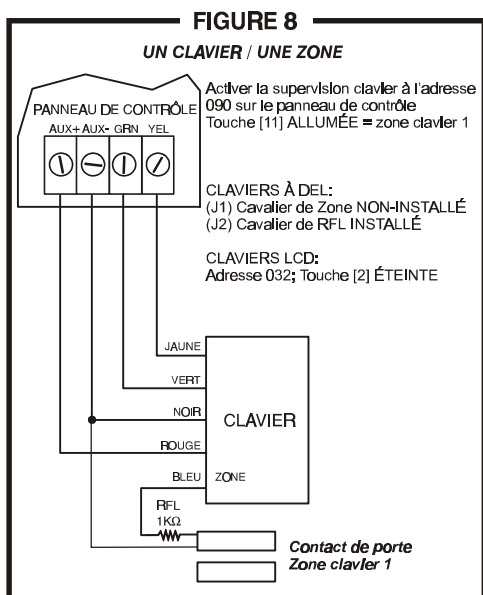 FIGURE 8
UN CLAVIER / UNE ZONE
PANNEAU DE CONTRÔLE
AUX+ AUX- GRN YEL
Activer la supervision clavier à l'adresse
090 sur le panneau de contrôle
Touche [11] ALLUMÉE = zone clavier 1
CLAVIERS À DEL:
(J1) Cavalier de Zone NON-INSTALLÉ
(J2) Cavalier de RFL INSTALLÉ
CLAVIERS LCD:
Adresse 032; Touche [2] ÉTEINTE
JAUNE
VERT
NOIR
CLAVIER
ROUGE
BLEU ZONE
RFL
1KΩ
Contact de porte
Zone clavier 1